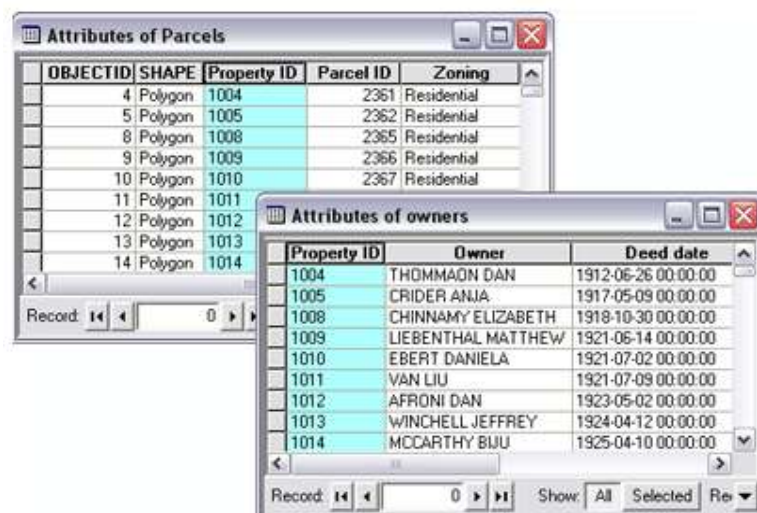 Attributes of Parcels
OBJECTID SHAPE Property ID Parcel ID Zoning
4 Polygon 1004 2361 Residential
5 Polygon 1005 2362 Residential
8 Polygon 1008 2365 Residential
9 Polygon 1009 2366 Residential
10 Polygon 1010 2367 Residential
11 Polygon 1011
12 Polygon 1012
13 Polygon 1013
14 Polygon 1014
Record: 0
Attributes of owners
Property ID Owner Deed date
1004 THOMMAON DAN 1912-06-26 00:00:00
1005 CRIDER ANJA 1917-05-09 00:00:00
1008 CHINNAMY ELIZABETH 1918-10-30 00:00:00
1009 LIEBENTHAL MATTHEW 1921-06-14 00:00:00
1010 EBERT DANIELA 1921-07-02 00:00:00
1011 VAN LIU 1921-07-09 00:00:00
1012 AFRONI DAN 1923-05-02 00:00:00
1013 WINCHELL JEFFREY 1924-04-12 00:00:00
1014 MCCARTHY BIJU 1925-04-10 00:00:00
Record: 0 Show: All Selected Re